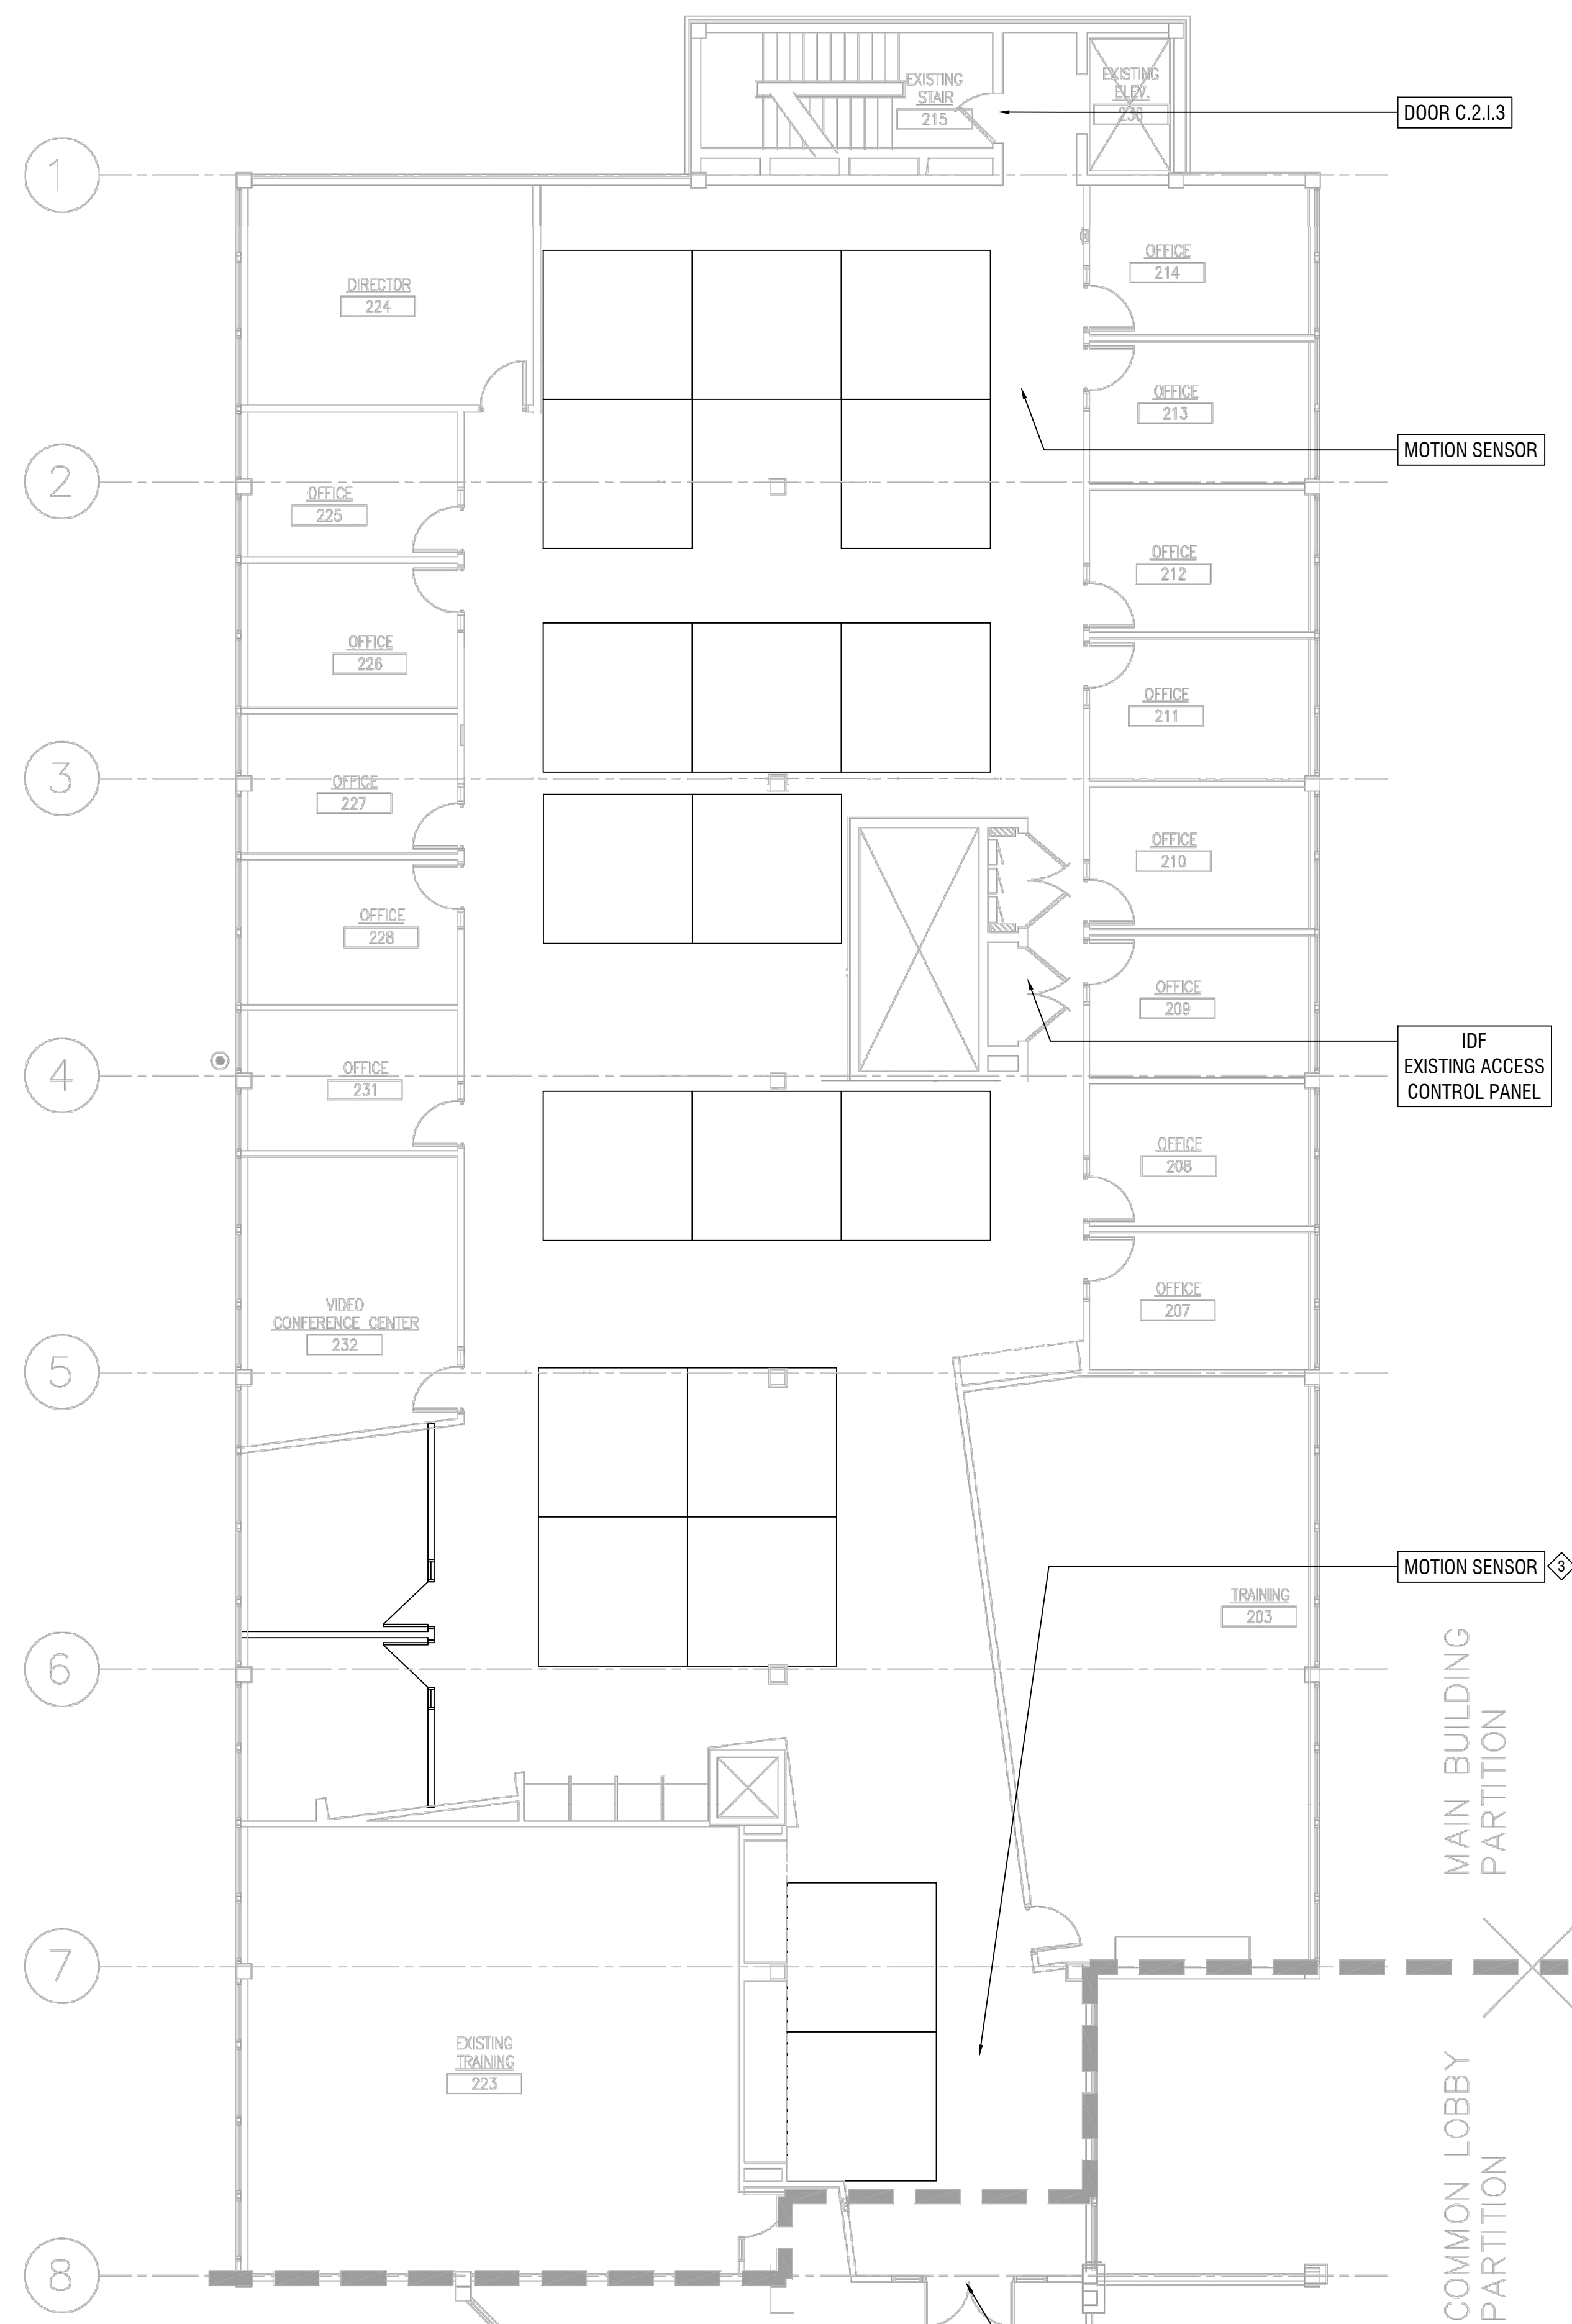 EXISTING
STAIR
215
EXISTING
ELEV.
236
DOOR C.2.I.3
1
OFFICE
214
DIRECTOR
224
OFFICE
213
MOTION SENSOR
2
OFFICE
225
OFFICE
212
OFFICE
226
OFFICE
211
3
OFFICE
227
OFFICE
210
OFFICE
228
OFFICE
209
IDF
EXISTING ACCESS
CONTROL PANEL
4
OFFICE
231
OFFICE
208
VIDEO
CONFERENCE CENTER
232
OFFICE
207
5
MOTION SENSOR
3
TRAINING
203
6
MAIN BUILDING
PARTITION
7
EXISTING
TRAINING
223
COMMON LOBBY
PARTITION
8